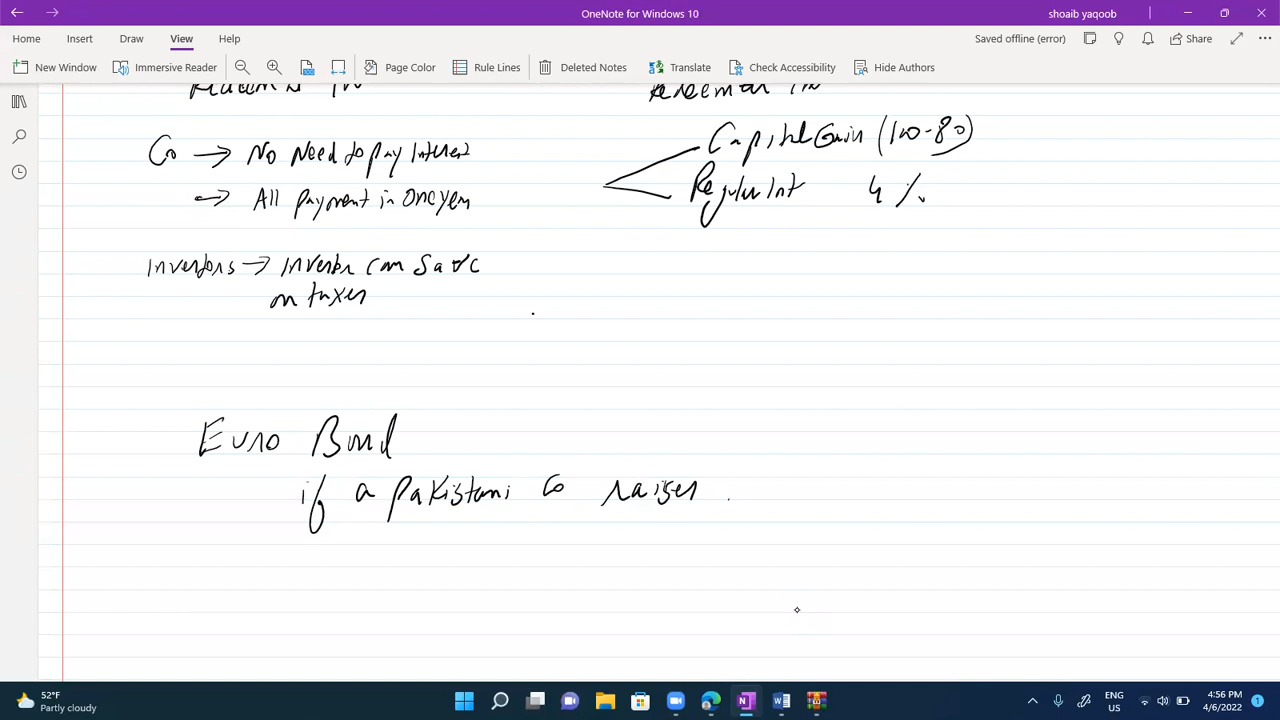 OneNote for Windows 10
shoaib yaqoob
Home Insert Draw View Help
Saved offline (error) Share
New Window Immersive Reader Page Color Rule Lines Deleted Notes Translate Check Accessibility Hide Authors
Co → No Need to pay Interest
→ All payment in One year
Capital Gain (100-80)
Regular Int 4 %
Investors → Investor can Save
on taxes
Euro Bond
if a pakistani Co raises
52°F
Partly cloudy
ENG
US
4:56 PM
4/6/2022
1